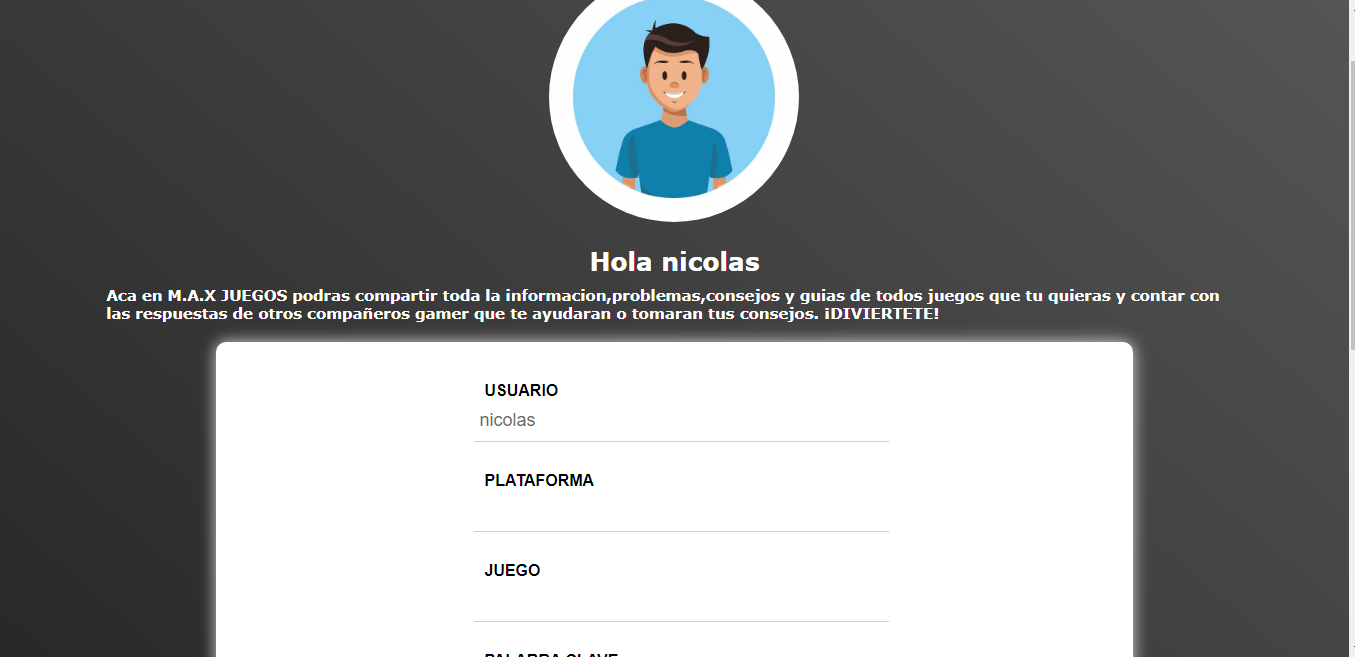 Hola nicolas
Aca en M.A.X JUEGOS podras compartir toda la informacion,problemas,consejos y guias de todos juegos que tu quieras y contar con
las respuestas de otros compañeros gamer que te ayudaran o tomaran tus consejos. ¡DIVIERTETE!
USUARIO
nicolas
PLATAFORMA
JUEGO
PALABRA CLAVE